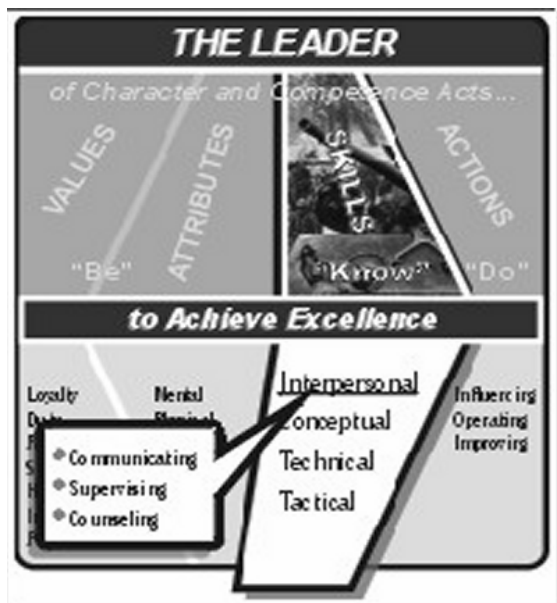 THE LEADER
of Character and Competence Acts...
VALUES
ATTRIBUTES
SKILLS
ACTIONS
"Be"
"Know"
"Do"
to Achieve Excellence
Loyalty
Mental
Interpersonal
Conceptual
Technical
Tactical
Influencing
Operating
Improving
Communicating
Supervising
Counseling